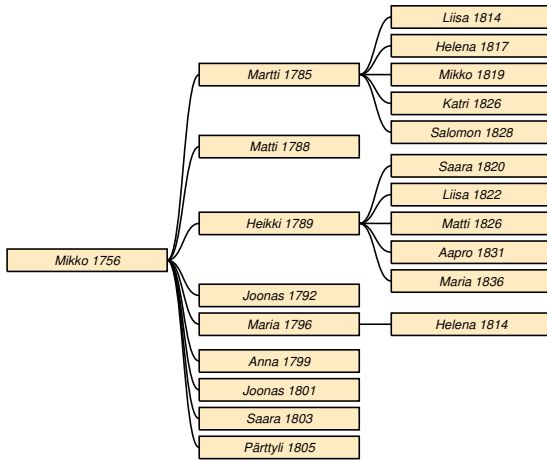 Mikko 1756
Martti 1785
Liisa 1814
Helena 1817
Mikko 1819
Katri 1826
Salomon 1828
Matti 1788
Heikki 1789
Saara 1820
Liisa 1822
Matti 1826
Aapro 1831
Maria 1836
Joonas 1792
Maria 1796
Helena 1814
Anna 1799
Joonas 1801
Saara 1803
Pärttyli 1805